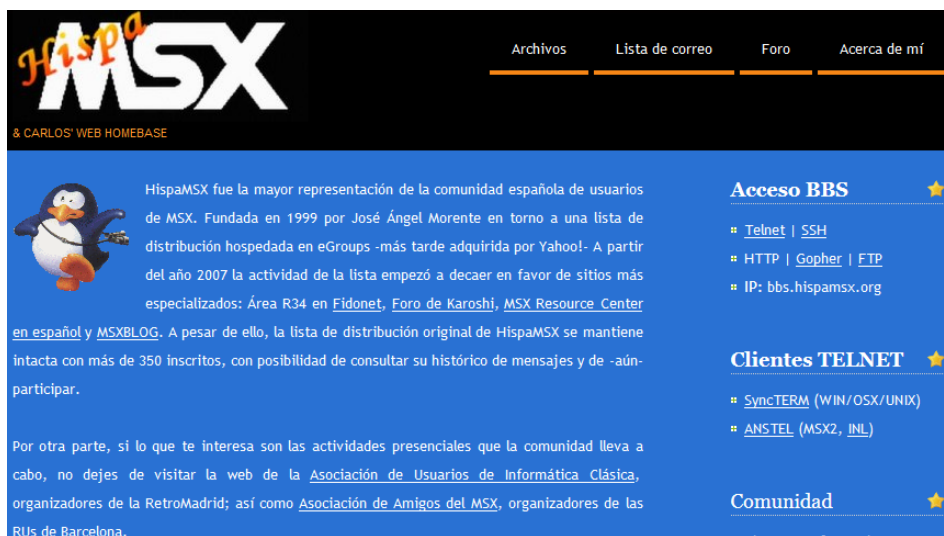 Hispa
MSX
& CARLOS' WEB HOMEBASE
Archivos
Lista de correo
Foro
Acerca de mí
HispaMSX fue la mayor representación de la comunidad española de usuarios
de MSX. Fundada en 1999 por José Ángel Morente en torno a una lista de
distribución hospedada en eGroups -más tarde adquirida por Yahoo!- A partir
del año 2007 la actividad de la lista empezó a decaer en favor de sitios más
especializados: Área R34 en Fidonet, Foro de Karoshi, MSX Resource Center
en español y MSXBLOG. A pesar de ello, la lista de distribución original de HispaMSX se mantiene
intacta con más de 350 inscritos, con posibilidad de consultar su histórico de mensajes y de -aún-
participar.
Por otra parte, si lo que te interesa son las actividades presenciales que la comunidad lleva a
cabo, no dejes de visitar la web de la Asociación de Usuarios de Informática Clásica,
organizadores de la RetroMadrid; así como Asociación de Amigos del MSX, organizadores de las
RUs de Barcelona.
Acceso BBS
Telnet | SSH
HTTP | Gopher | FTP
IP: bbs.hispamsx.org
Clientes TELNET
SyncTERM (WIN/OSX/UNIX)
ANSTEL (MSX2, INL)
Comunidad